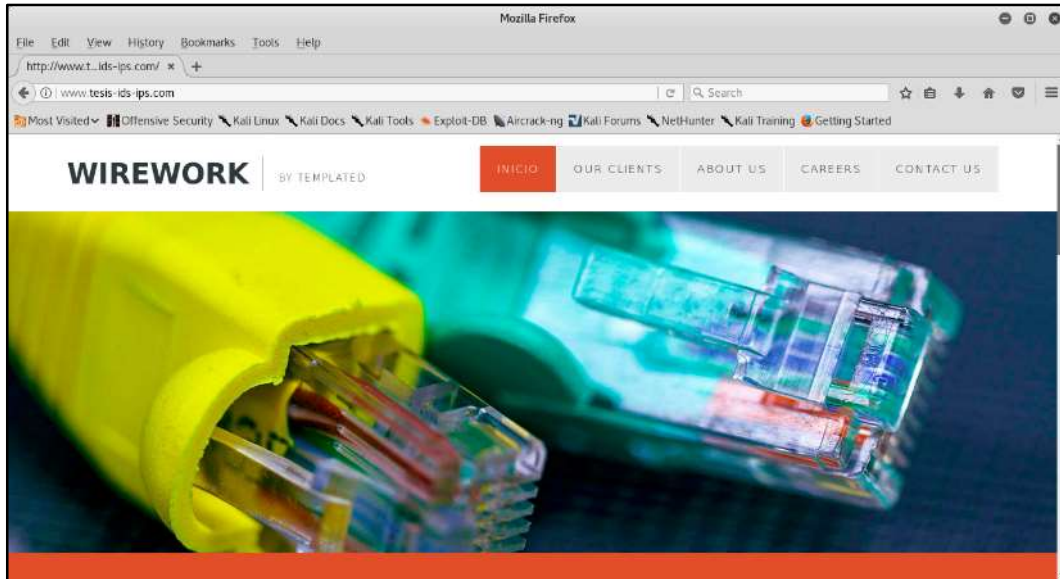 Mozilla Firefox
File Edit View History Bookmarks Tools Help
http://www.t...ids-ips.com/
www.tesis-ids-ips.com Search
Most Visited Offensive Security Kali Linux Kali Docs Kali Tools Exploit-DB Aircrack-ng Kali Forums NetHunter Kali Training Getting Started
WIREWORK BY TEMPLATED INICIO OUR CLIENTS ABOUT US CAREERS CONTACT US